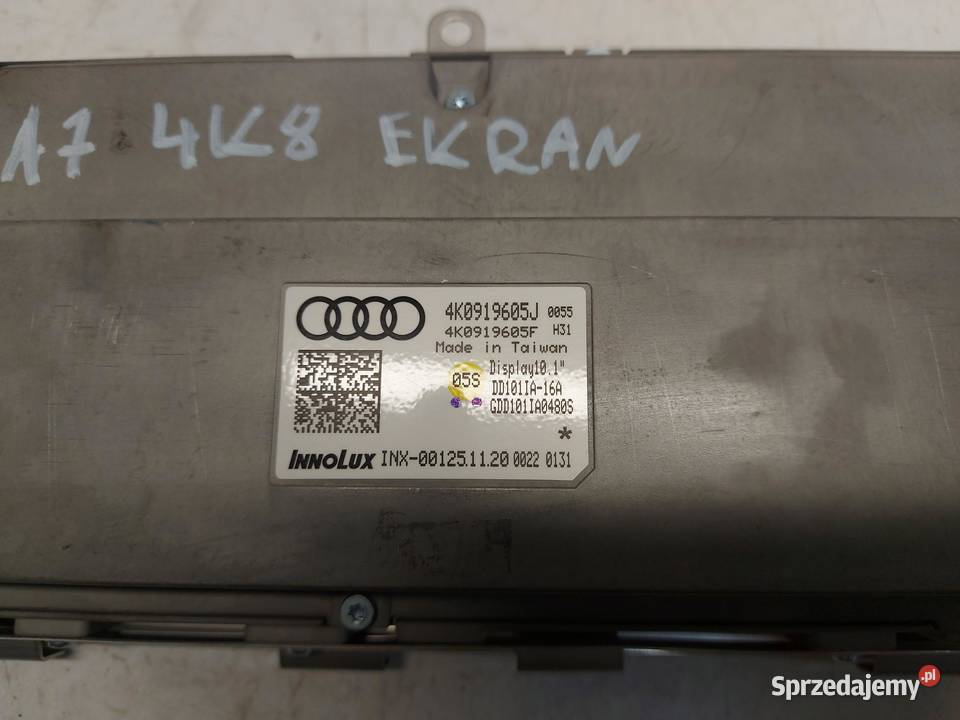 A7 4K8 EKRAN
4K0919605J 0055
4K0919605F H31
Made in Taiwan
Display10.1"
05S DD101IA-16A
GDD101IA0480S
*
INNOLUX INX-00125.11.20 0022 0131
Sprzedajemy.pl